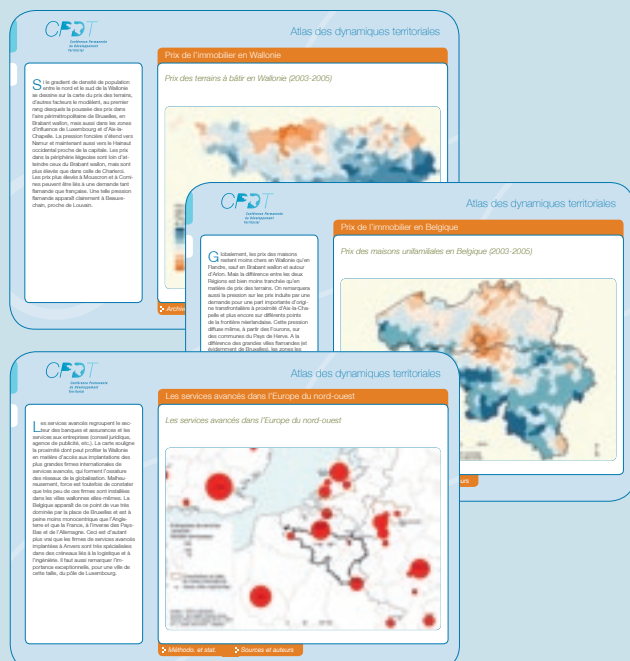 CPDT
Conférence Permanente
du Développement
Territorial
Atlas des dynamiques territoriales
Prix de l'immobilier en Wallonie
Prix des terrains à bâtir en Wallonie (2003-2005)
Si le gradient de densité de population
entre le nord et le sud de la Wallonie
se dessine sur la carte du prix des terrains,
d'autres facteurs le modèlent, au premier
rang desquels la poussée des prix dans
l'aire périmétropolitaine de Bruxelles, en
Brabant wallon, mais aussi dans les zones
d'influence de Luxembourg et d'Aix-la-
Chapelle. La pression foncière s'étend vers
Namur et maintenant aussi vers le Hainaut
occidental proche de la capitale. Les prix
dans la périphérie liégeoise sont loin d'at-
teindre ceux du Brabant wallon, mais sont
plus élevés que dans celle de Charleroi.
Les prix plus élevés à Mouscron et à Comi-
nes peuvent être liés à une demande tant
flamande que française. Une telle pression
flamande apparaît clairement à Beauve-
chain, proche de Louvain.
CPDT
Conférence Permanente
du Développement
Territorial
Atlas des dynamiques territoriales
Prix de l'immobilier en Belgique
Prix des maisons unifamiliales en Belgique (2003-2005)
Globalement, les prix des maisons
restent moins chers en Wallonie qu'en
Flandre, sauf en Brabant wallon et autour
d'Arlon. Mais la différence entre les deux
Régions est bien moins tranchée qu'en
matière de prix des terrains. On remarquera
aussi la pression sur les prix induite par une
demande pour une part importante d'origi-
ne transfrontalière à proximité d'Aix-la-Cha-
pelle et plus encore sur différents points
de la frontière néerlandaise. Cette pression
diffuse même, à partir des Fourons, sur
des communes du Pays de Herve. A la
différence des grandes villes flamandes (et
évidemment de Bruxelles), les zones les
CPDT
Conférence Permanente
du Développement
Territorial
Atlas des dynamiques territoriales
Les services avancés dans l'Europe du nord-ouest
Les services avancés dans l'Europe du nord-ouest
Les services avancés regroupent le sec-
teur des banques et assurances et les
services aux entreprises (conseil juridique,
agence de publicité, etc.). La carte souligne
la proximité dont peut profiter la Wallonie
en matière d'accès aux implantations des
plus grandes firmes internationales de
services avancés, qui forment l'ossature
des réseaux de la globalisation. Malheu-
reusement, force est toutefois de constater
que très peu de ces firmes sont installées
dans les villes wallonnes elles-mêmes. La
Belgique apparaît de ce point de vue très
dominée par la place de Bruxelles et est à
peine moins monocentrique que l'Angle-
terre et que la France, à l'inverse des Pays-
Bas et de l'Allemagne. Ceci est d'autant
plus vrai que les firmes de services avancés
implantées à Anvers sont très spécialisées
dans des créneaux liés à la logistique et à
l'ingénierie. Il faut aussi remarquer l'im-
portance exceptionnelle, pour une ville de
cette taille, du pôle de Luxembourg.
Méthodo. et stat. Sources et auteurs